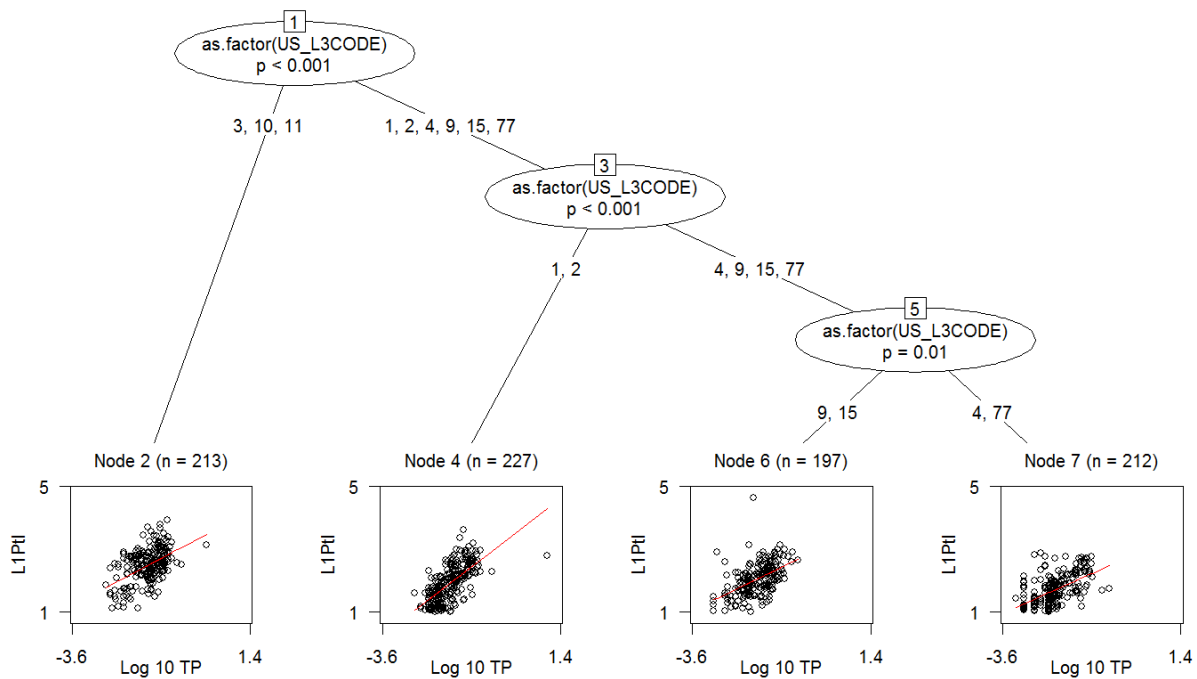 1
as.factor(US_L3CODE)
p < 0.001
3, 10, 11
1, 2, 4, 9, 15, 77
3
as.factor(US_L3CODE)
p < 0.001
1, 2
4, 9, 15, 77
5
as.factor(US_L3CODE)
p = 0.01
9, 15
4, 77
Node 2 (n = 213)
5
L1Ptl
1
-3.6
1.4
Log 10 TP
Node 4 (n = 227)
5
L1Ptl
1
-3.6
1.4
Log 10 TP
Node 6 (n = 197)
5
L1Ptl
1
-3.6
1.4
Log 10 TP
Node 7 (n = 212)
5
L1Ptl
1
-3.6
1.4
Log 10 TP